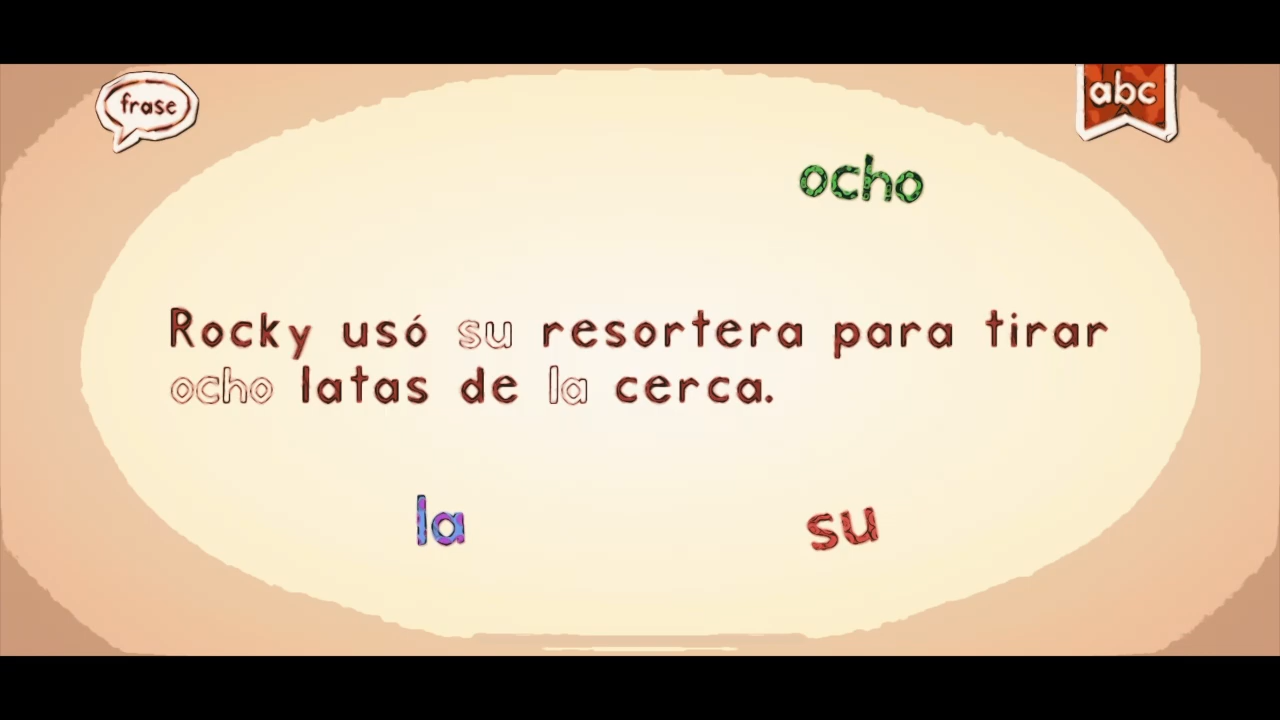 frase
abc
ocho
Rocky usó su resortera para tirar
ocho latas de la cerca.
la su